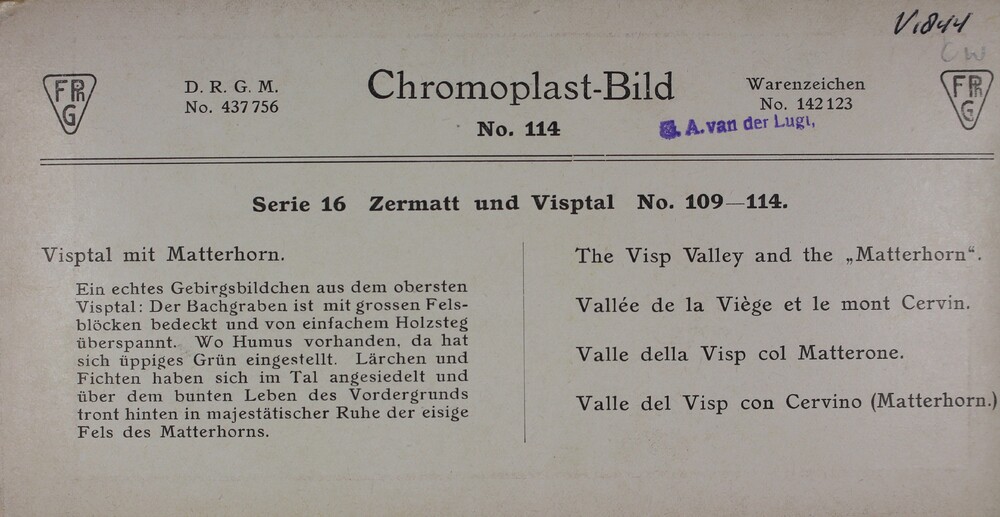 V1844
CW
FPh
G
D. R. G. M.
No. 437756
Chromoplast-Bild
No. 114
Warenzeichen
No. 142123
A. van der Lugt,
FPh
G
Serie 16 Zermatt und Visptal No. 109—114.
Visptal mit Matterhorn.
Ein echtes Gebirgsbildchen aus dem obersten
Visptal: Der Bachgraben ist mit grossen Fels-
blöcken bedeckt und von einfachem Holzsteg
überspannt. Wo Humus vorhanden, da hat
sich üppiges Grün eingestellt. Lärchen und
Fichten haben sich im Tal angesiedelt und
über dem bunten Leben des Vordergrunds
tront hinten in majestätischer Ruhe der eisige
Fels des Matterhorns.
The Visp Valley and the „Matterhorn“.
Vallée de la Viège et le mont Cervin.
Valle della Visp col Matterone.
Valle del Visp con Cervino (Matterhorn.)